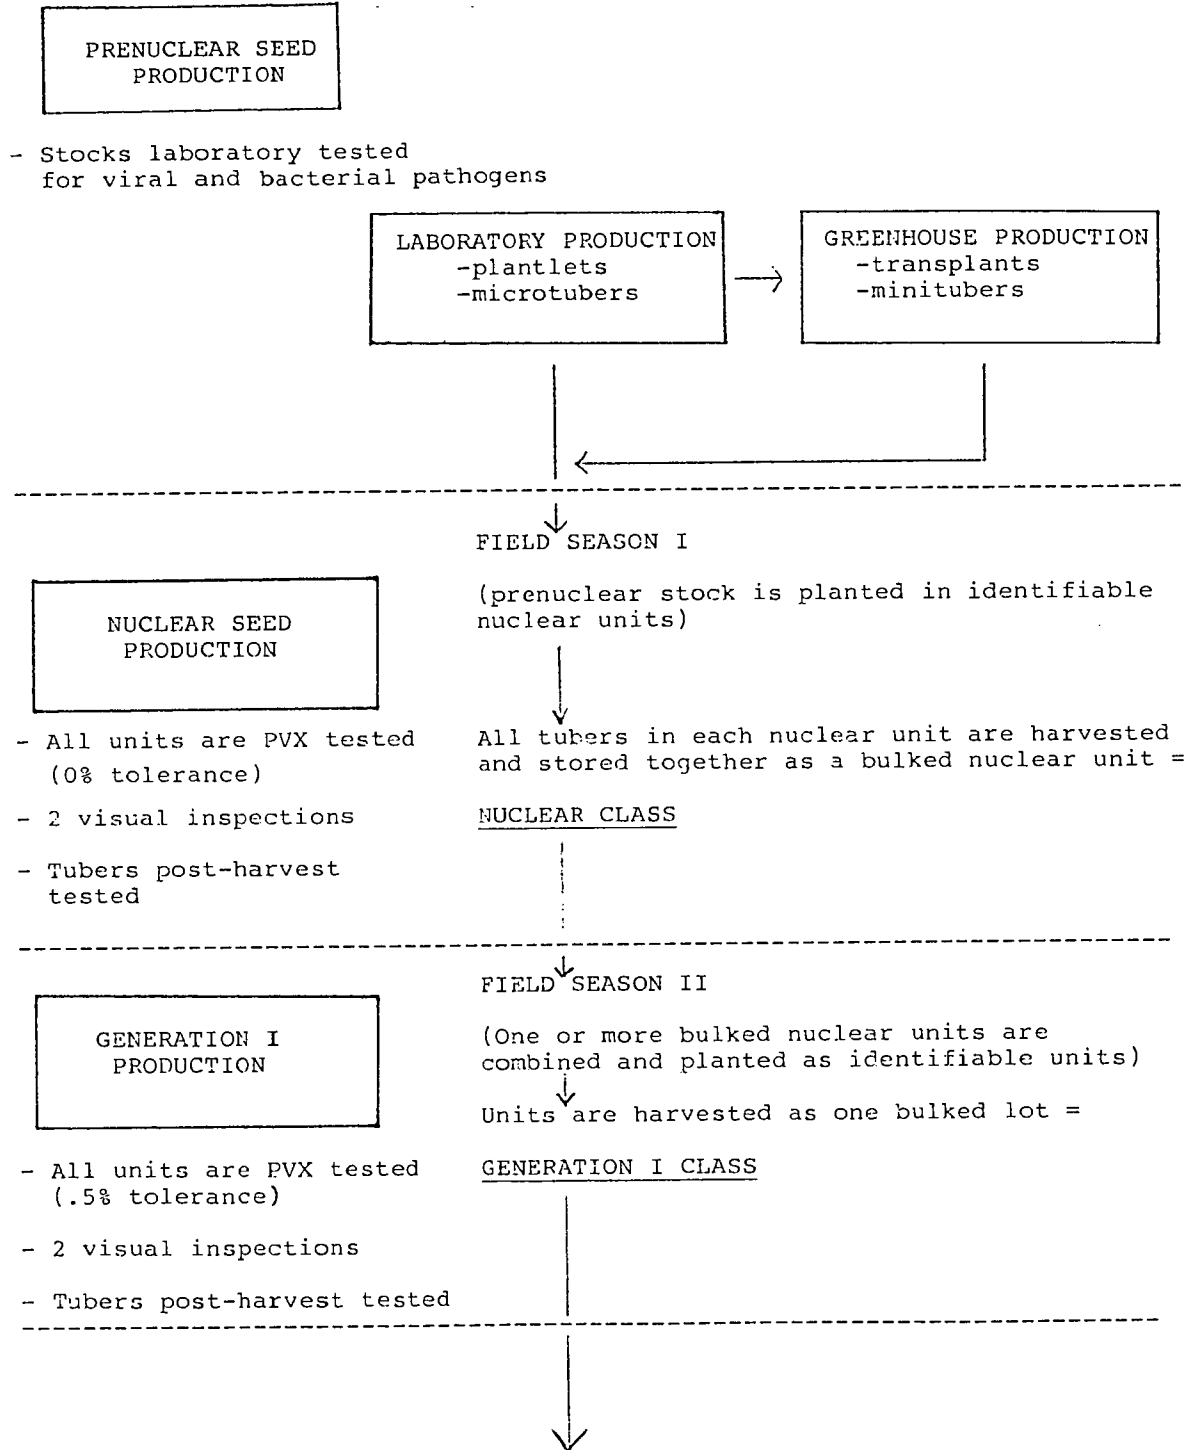 PRENUCLEAR SEED
PRODUCTION
- Stocks laboratory tested
for viral and bacterial pathogens
LABORATORY PRODUCTION
-plantlets
-microtubers
GREENHOUSE PRODUCTION
-transplants
-minitubers
FIELD SEASON I
(prenuclear stock is planted in identifiable
nuclear units)
NUCLEAR SEED
PRODUCTION
- All units are PVX tested
(0% tolerance)
- 2 visual inspections
- Tubers post-harvest
tested
All tubers in each nuclear unit are harvested
and stored together as a bulked nuclear unit =
NUCLEAR CLASS
FIELD SEASON II
(One or more bulked nuclear units are
combined and planted as identifiable units)
Units are harvested as one bulked lot =
GENERATION I CLASS
GENERATION I
PRODUCTION
- All units are PVX tested
(.5% tolerance)
- 2 visual inspections
- Tubers post-harvest tested